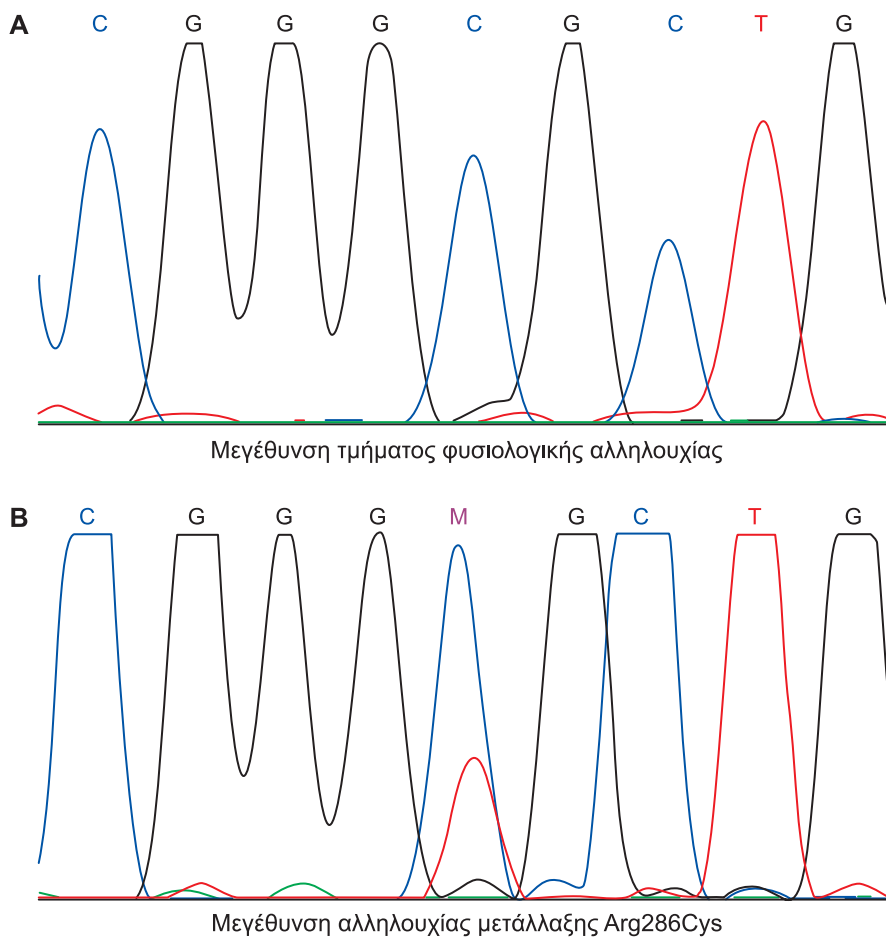 A C G G G C G C T G
Μεγέθυνση τμήματος φυσιολογικής αλληλουχίας
B C G G G M G C T G
Μεγέθυνση αλληλουχίας μετάλλαξης Arg286Cys